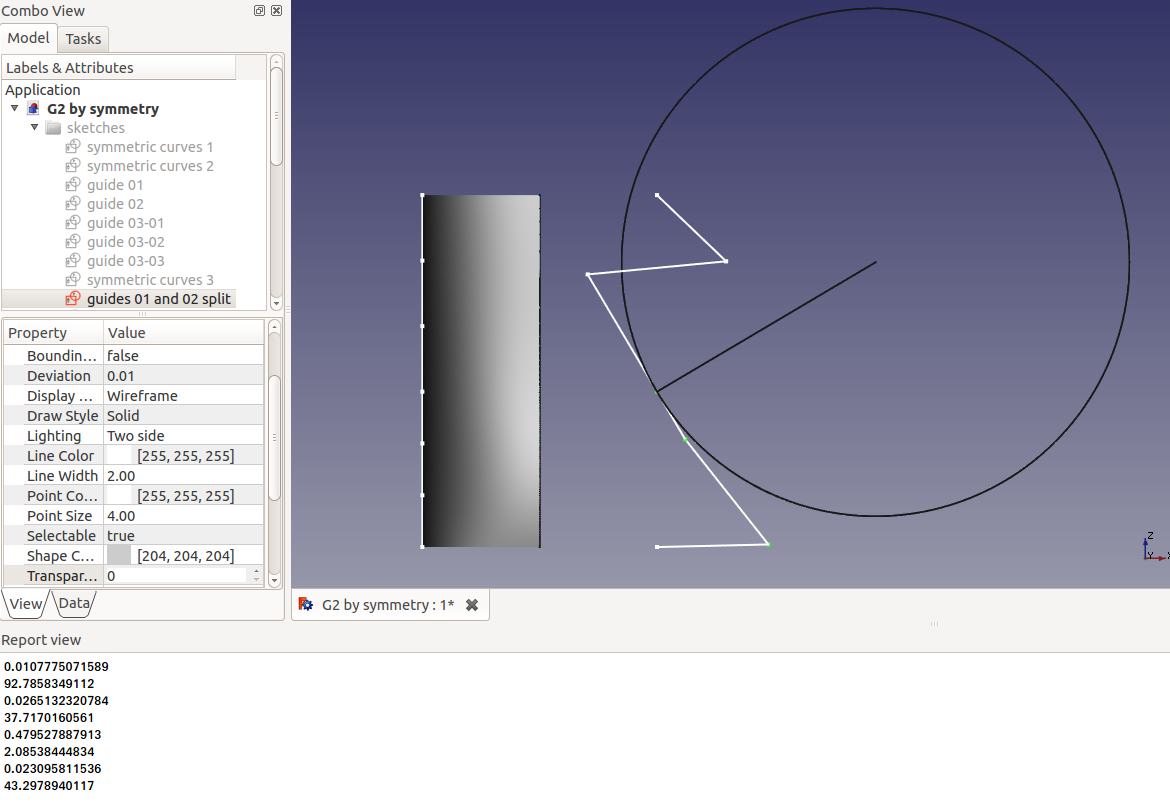 Combo View
Model
Tasks
Labels & Attributes
Application
G2 by symmetry
sketches
symmetric curves 1
symmetric curves 2
guide 01
guide 02
guide 03-01
guide 03-02
guide 03-03
symmetric curves 3
guides 01 and 02 split
Property Value
Boundin... false
Deviation 0.01
Display ... Wireframe
Draw Style Solid
Lighting Two side
Line Color [255, 255, 255]
Line Width 2.00
Point Co... [255, 255, 255]
Point Size 4.00
Selectable true
Shape C... [204, 204, 204]
Transpar... 0
View
Data
Z
Y
X
G2 by symmetry : 1*
Report view
0.0107775071589
92.7858349112
0.0265132320784
37.7170160561
0.479527887913
2.08538444834
0.023095811536
43.2978940117